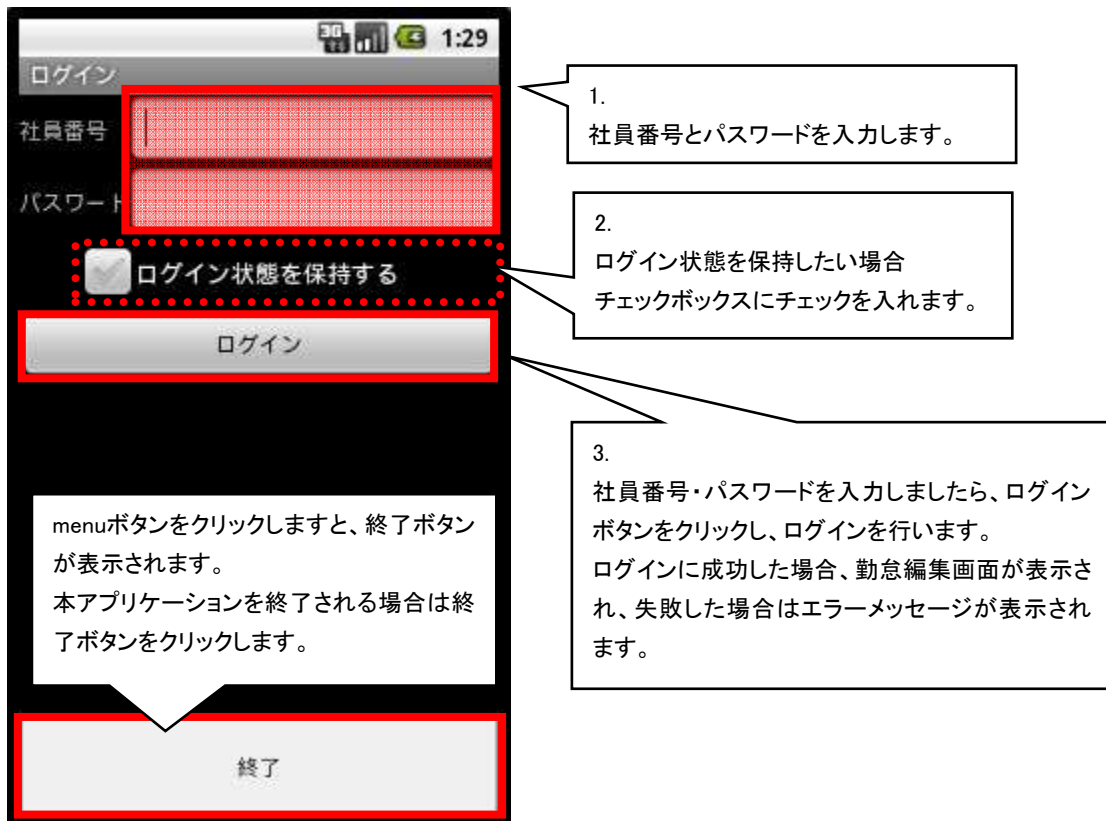 3G
1:29
ログイン
社員番号
パスワード
ログイン状態を保持する
ログイン
1.
社員番号とパスワードを入力します。
2.
ログイン状態を保持したい場合
チェックボックスにチェックを入れます。
3.
社員番号・パスワードを入力しましたら、ログイン
ボタンをクリックし、ログインを行います。
ログインに成功した場合、勤怠編集画面が表示さ
れ、失敗した場合はエラーメッセージが表示され
ます。
menuボタンをクリックしますと、終了ボタン
が表示されます。
本アプリケーションを終了される場合は終
了ボタンをクリックします。
終了